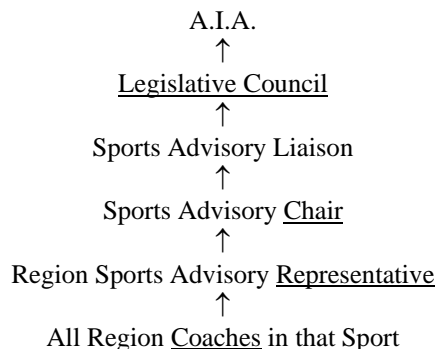 A.I.A.
↑
Legislative Council
↑
Sports Advisory Liaison
↑
Sports Advisory Chair
↑
Region Sports Advisory Representative
↑
All Region Coaches in that Sport